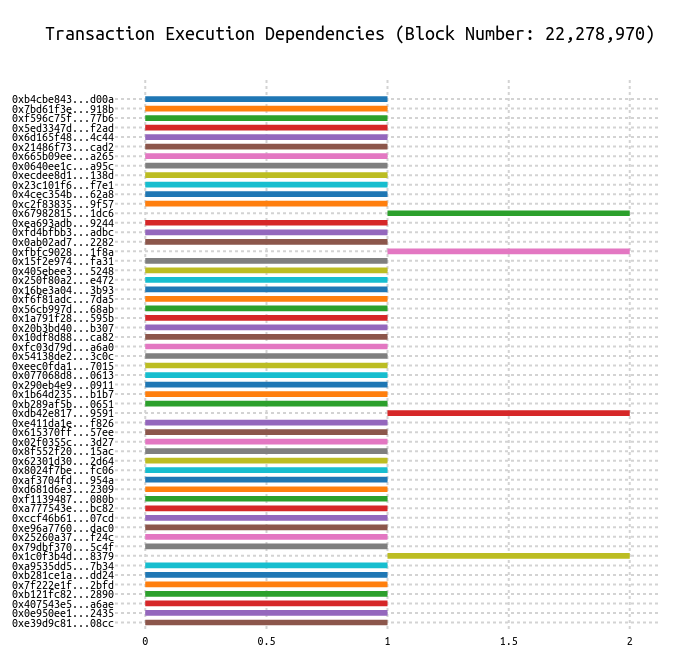 Transaction Execution Dependencies (Block Number: 22,278,970)
0xb4cbe843...d00a
0x7bd61f3e...918b
0xf596c75f...77b6
0x5ed3347d...f2ad
0x6d165f48...4c44
0x21486f73...cad2
0x665b09ee...a265
0x0640ee1c...a95c
0xecdee8d1...138d
0x23c101f6...f7e1
0x4cec354b...62a8
0xc2f83835...9f57
0x67982815...1dc6
0xea693adb...9244
0xfd4bfbb3...adbc
0x0ab02ad7...2282
0xfbfc9028...1f8a
0x15f2e974...fa31
0x405ebee3...5248
0x250f80a2...e472
0x16be3a04...3b93
0xf6f81adc...7da5
0x56cb997d...68ab
0x1a791f28...595b
0x20b3bd40...b307
0x10df8d88...ca82
0xfc03d79d...a6a0
0x54138de2...3c0c
0xeec0fda1...7015
0x077068d8...0613
0x290eb4e9...0911
0x1b64d235...b1b7
0xb289af5b...0651
0xdb42e817...9591
0xe411da1e...f826
0x615370ff...57ee
0x02f0355c...3d27
0x8f552f20...15ac
0x62301d30...2d64
0x8024f7be...fc06
0xaf3704fd...954a
0xd681d6e3...2309
0xf1139487...080b
0xa777543e...bc82
0xccf46b61...07cd
0xe96a7760...dac0
0x25260a37...f24c
0x79dbf370...5c4f
0x1c0f3b4d...8379
0xa9535dd5...7b34
0xb281ce1a...dd24
0x7f222e1f...2bfd
0xb121fc82...2890
0x407543e5...a6ae
0x0e950ee1...2435
0xe39d9c81...08cc
0 0.5 1 1.5 2